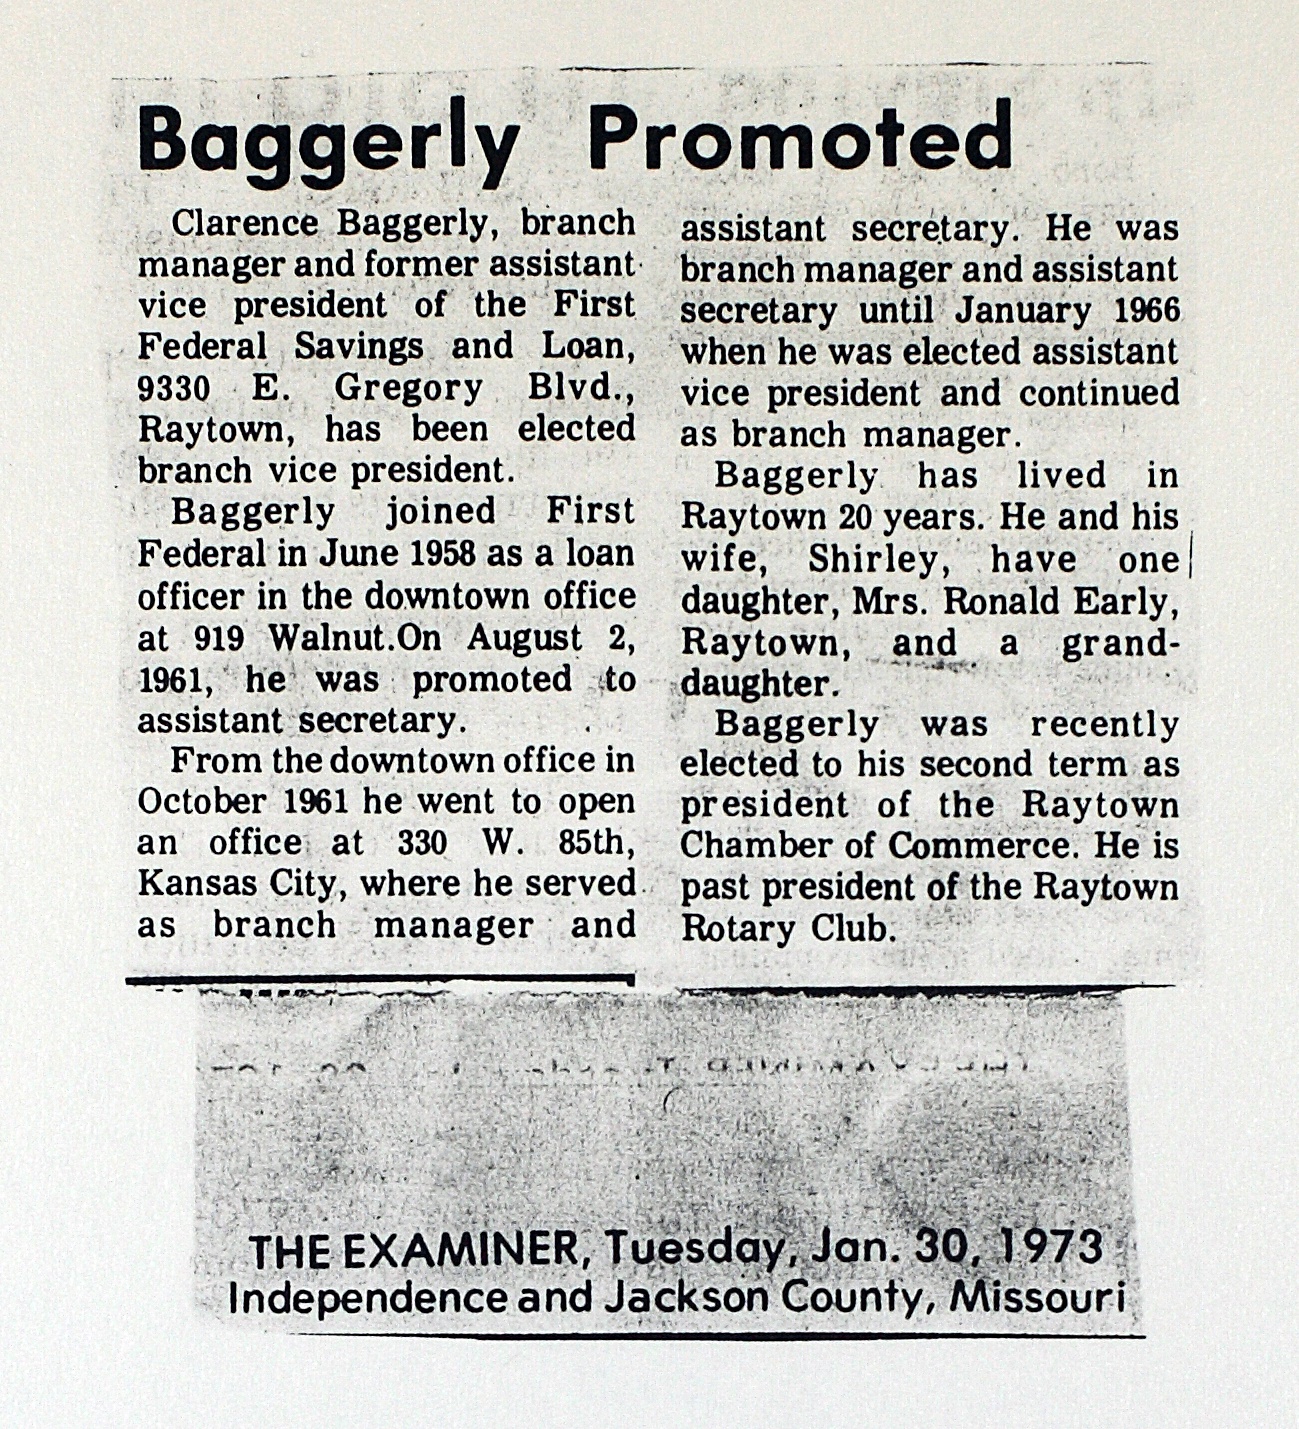 Baggerly Promoted
Clarence Baggerly, branch
manager and former assistant
vice president of the First
Federal Savings and Loan,
9330 E. Gregory Blvd.,
Raytown, has been elected
branch vice president.
Baggerly joined First
Federal in June 1958 as a loan
officer in the downtown office
at 919 Walnut.On August 2,
1961, he was promoted to
assistant secretary.
From the downtown office in
October 1961 he went to open
an office at 330 W. 85th,
Kansas City, where he served
as branch manager and
assistant secretary. He was
branch manager and assistant
secretary until January 1966
when he was elected assistant
vice president and continued
as branch manager.
Baggerly has lived in
Raytown 20 years. He and his
wife, Shirley, have one
daughter, Mrs. Ronald Early,
Raytown, and a grand-
daughter.
Baggerly was recently
elected to his second term as
president of the Raytown
Chamber of Commerce. He is
past president of the Raytown
Rotary Club.
THE EXAMINER, Tuesday, Jan. 30, 1973
Independence and Jackson County, Missouri